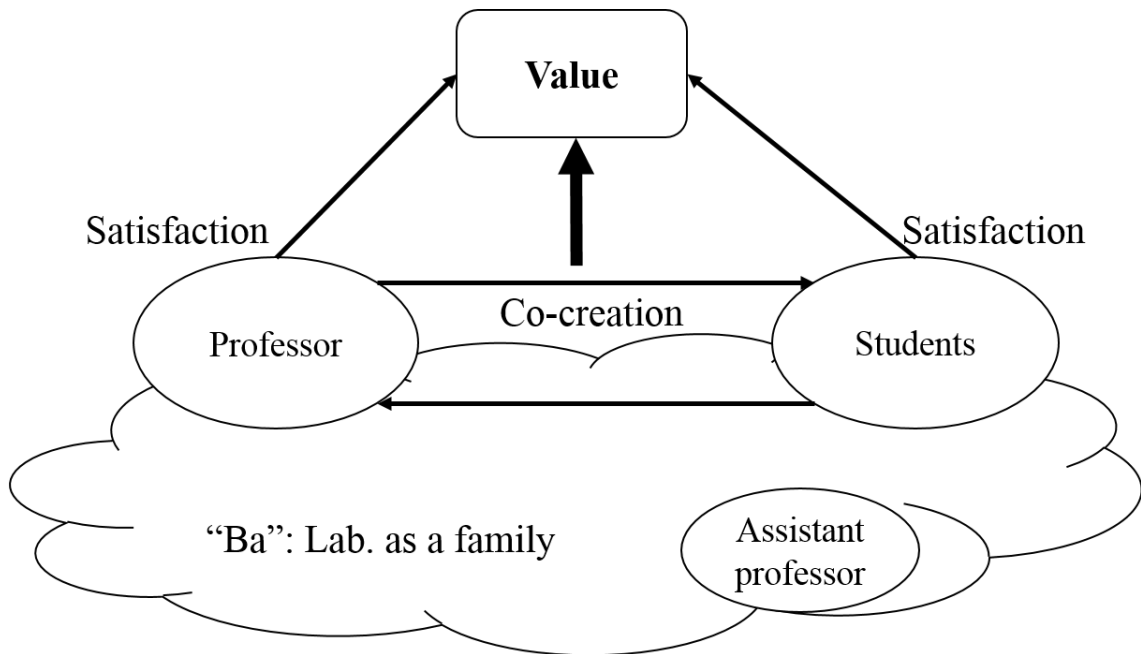 Value
Satisfaction
Satisfaction
Co-creation
Professor
Students
“Ba”: Lab. as a family
Assistant
professor